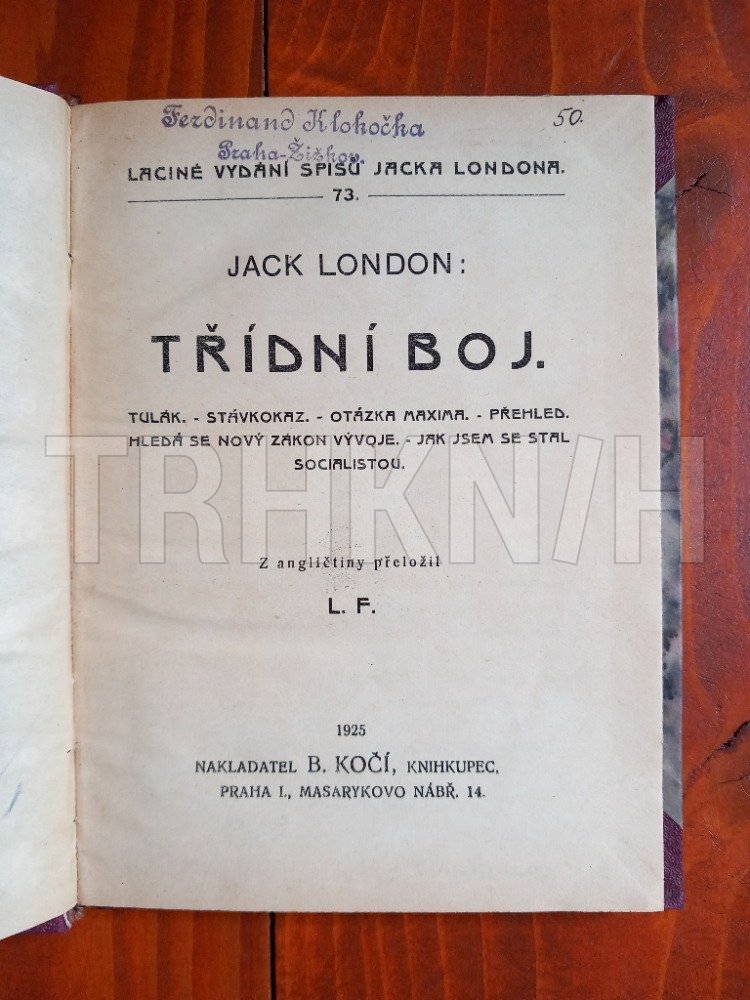 Ferdinand Klohočka
50.
Praha-Žižkov.
LACINÉ VYDÁNÍ SPISŮ JACKA LONDONA.
73.
JACK LONDON:
TŘÍDNÍ BOJ.
TULÁK. - STÁVKOKAZ. - OTÁZKA MAXIMA. - PŘEHLED.
HLEDÁ SE NOVÝ ZÁKON VÝVOJE. - JAK JSEM SE STAL
SOCIALISTOU.
TRHKNIH
Z angličtiny přeložil
L. F.
1925
NAKLADATEL B. KOČÍ, KNIHKUPEC,
PRAHA I., MASARYKOVO NÁBŘ. 14.